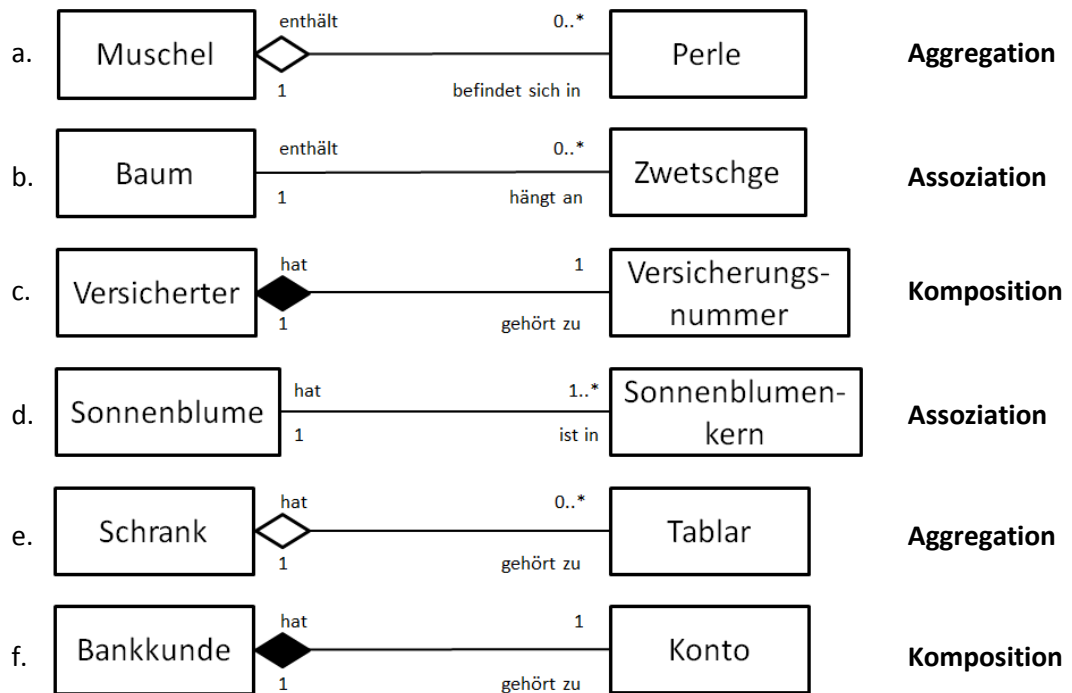 enthält 0..*
a. Muschel Perle Aggregation
1 befindet sich in
enthält 0..*
b. Baum Zwetschge Assoziation
1 hängt an
hat 1
c. Versicherter Versicherungs-
nummer Komposition
1 gehört zu
hat 1..*
d. Sonnenblume Sonnenblumen-
kern Assoziation
1 ist in
hat 0..*
e. Schrank Tablar Aggregation
1 gehört zu
hat 1
f. Bankkunde Konto Komposition
1 gehört zu